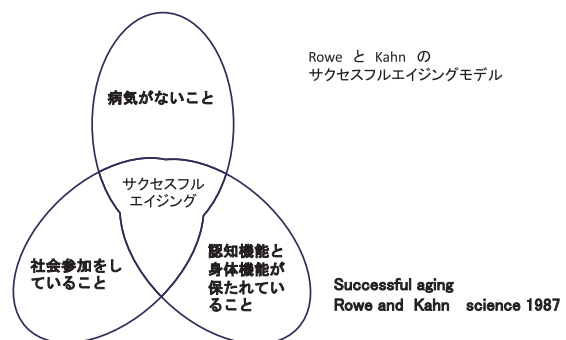 Rowe と Kahn の
サクセスフルエイジングモデル
病気がないこと
サクセスフル
エイジング
社会参加をし
ていること
認知機能と
身体機能が
保たれてい
ること
Successful aging
Rowe and Kahn science 1987